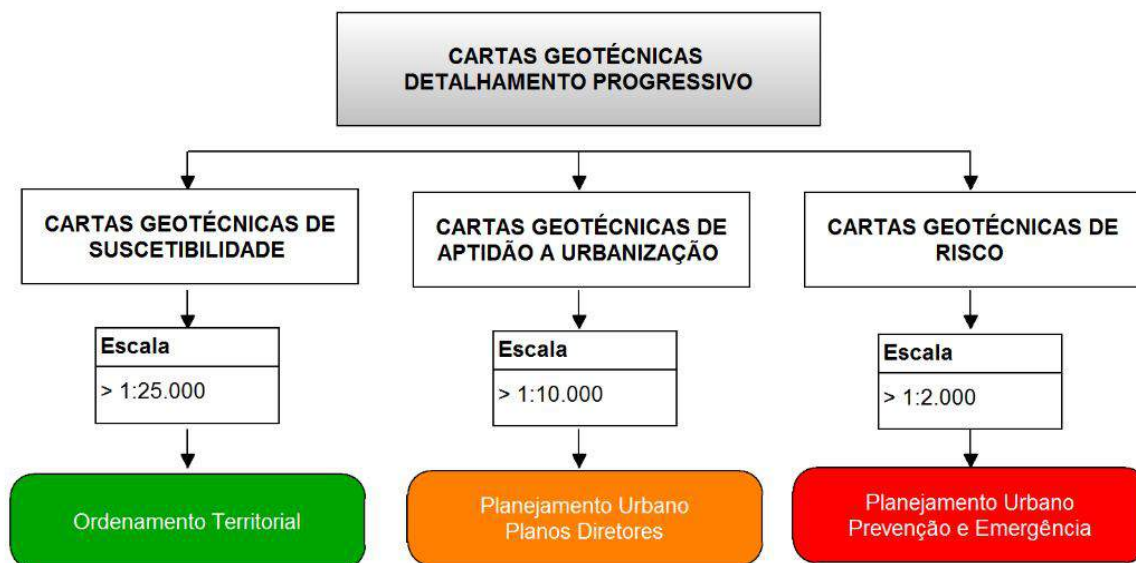 CARTAS GEOTÉCNICAS
DETALHAMENTO PROGRESSIVO
CARTAS GEOTÉCNICAS DE
SUSCETIBILIDADE
Escala
> 1:25.000
Ordenamento Territorial
CARTAS GEOTÉCNICAS DE
APTIDÃO A URBANIZAÇÃO
Escala
> 1:10.000
Planejamento Urbano
Planos Diretores
CARTAS GEOTÉCNICAS DE
RISCO
Escala
> 1:2.000
Planejamento Urbano
Prevenção e Emergência